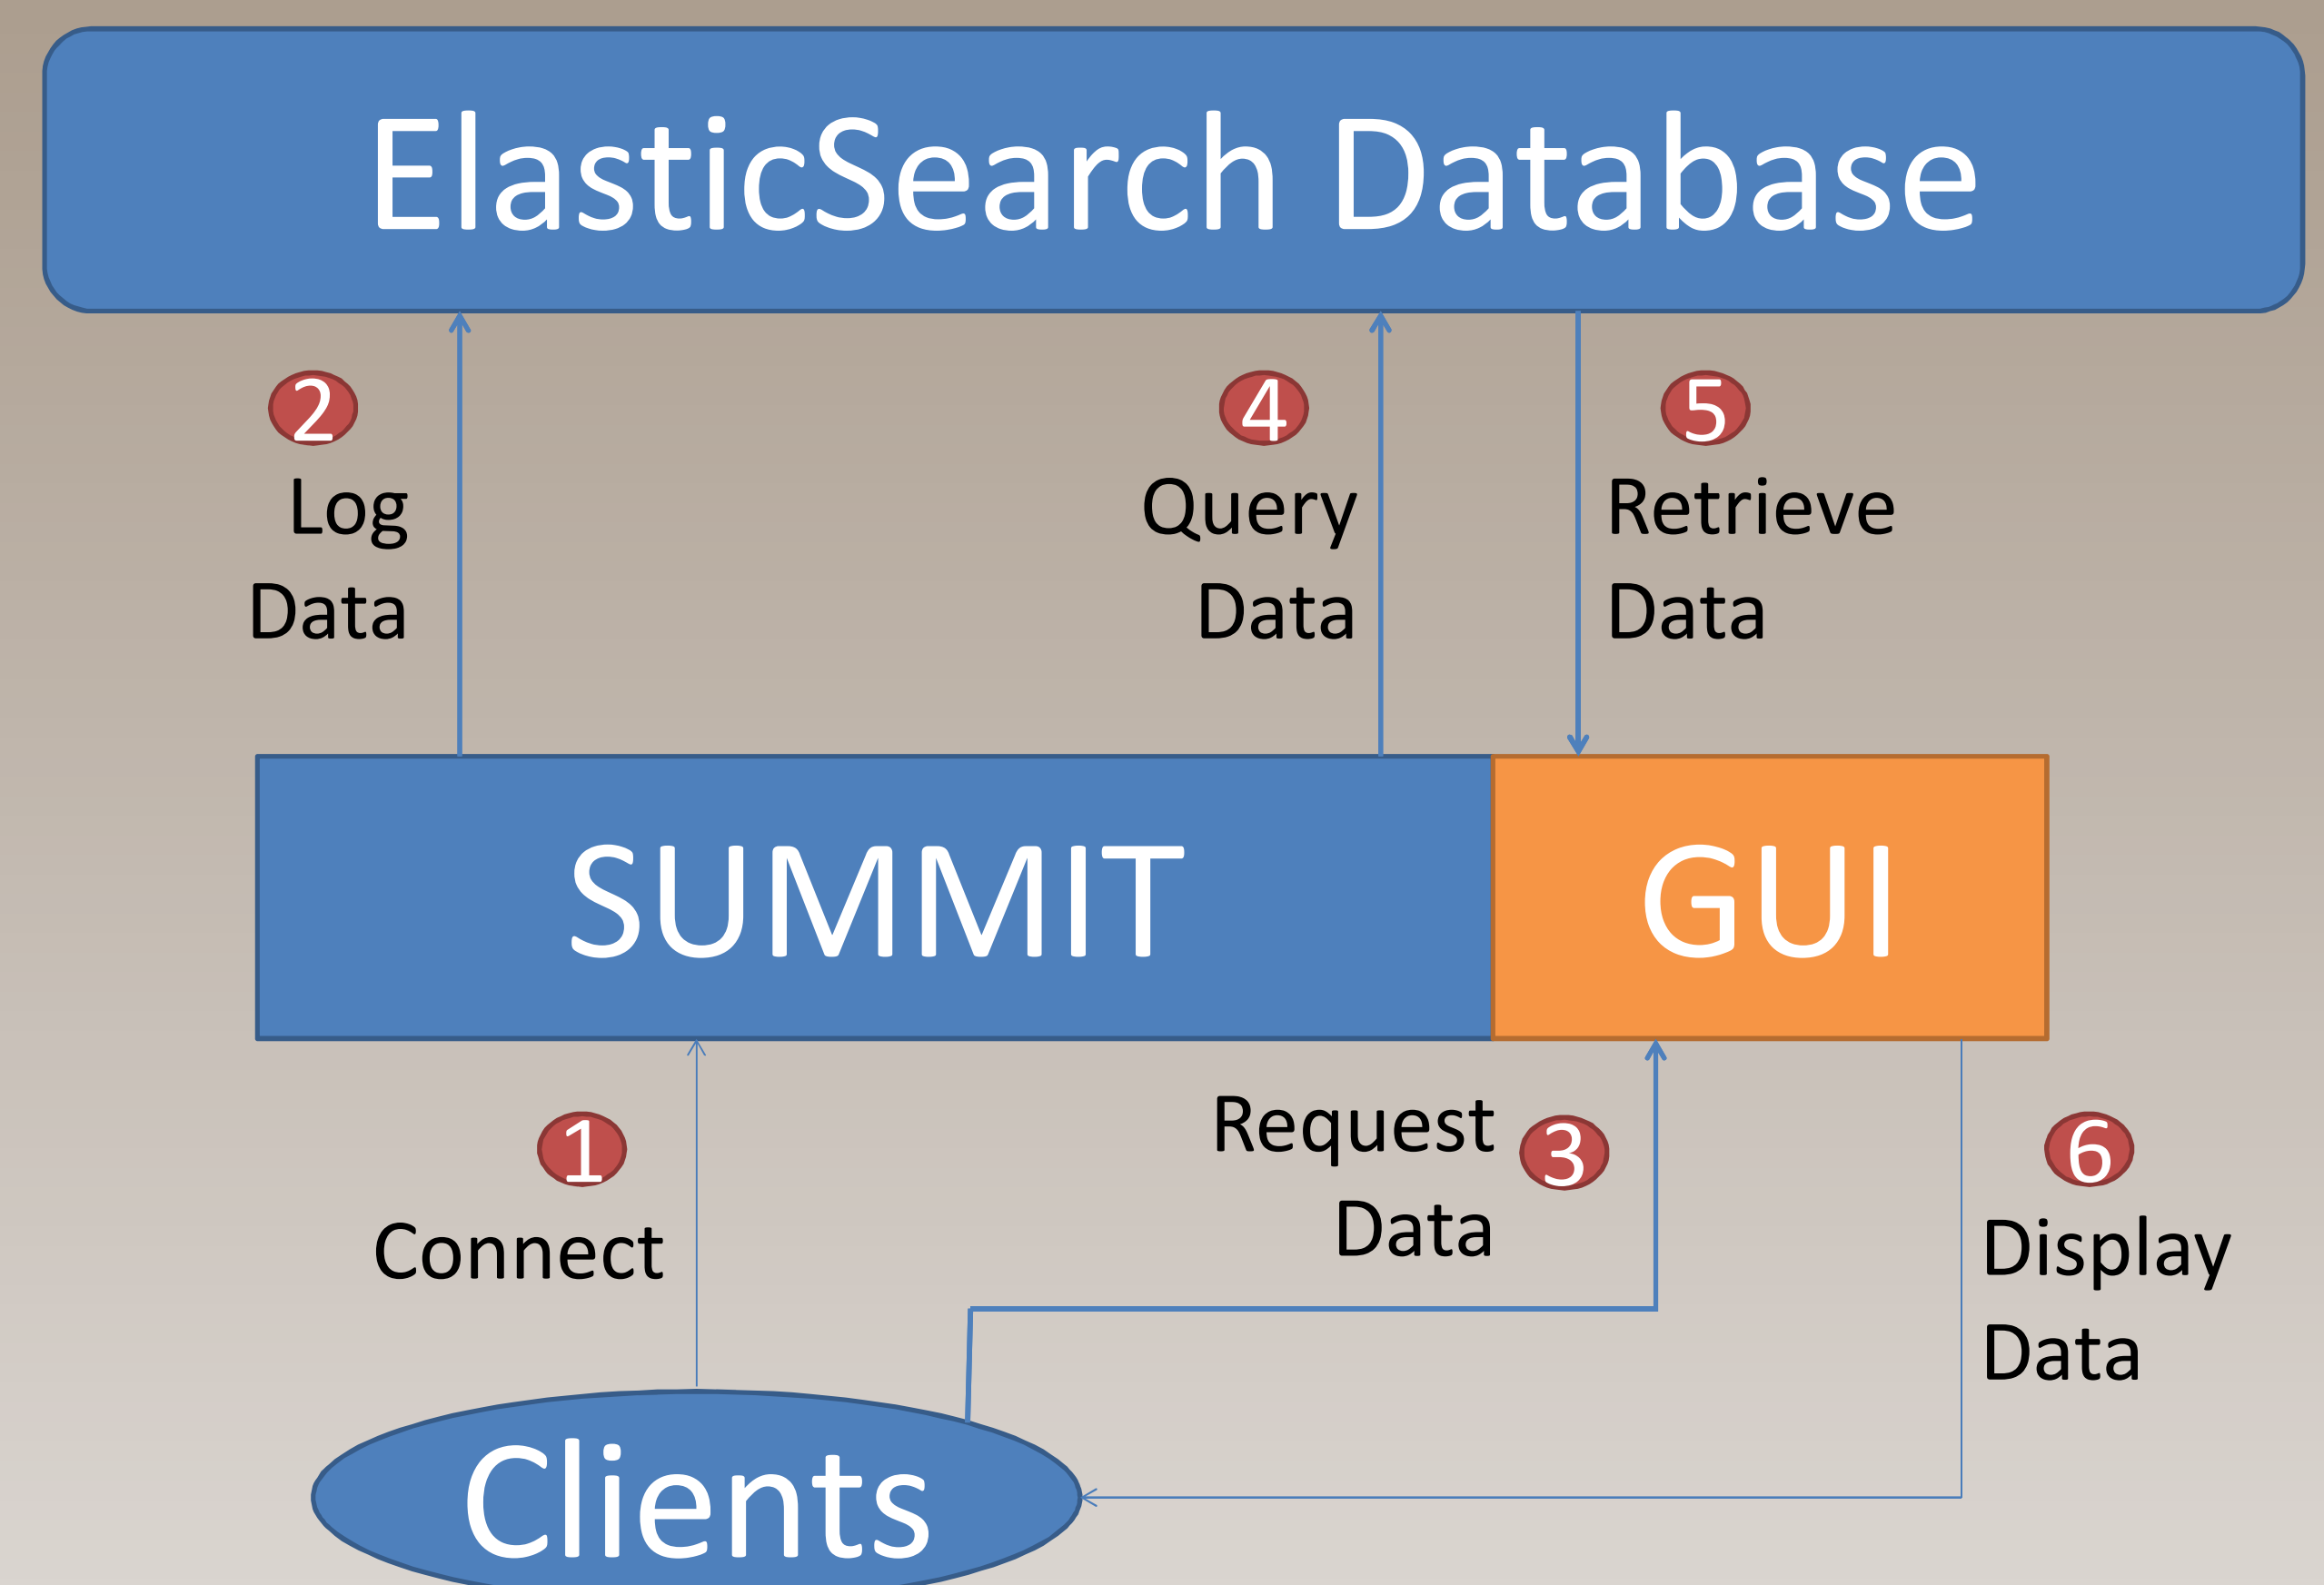 ElasticSearch Database
2
Log
Data
4
Query
Data
5
Retrieve
Data
SUMMIT
GUI
1
Connect
Request
Data
3
6
Display
Data
Clients